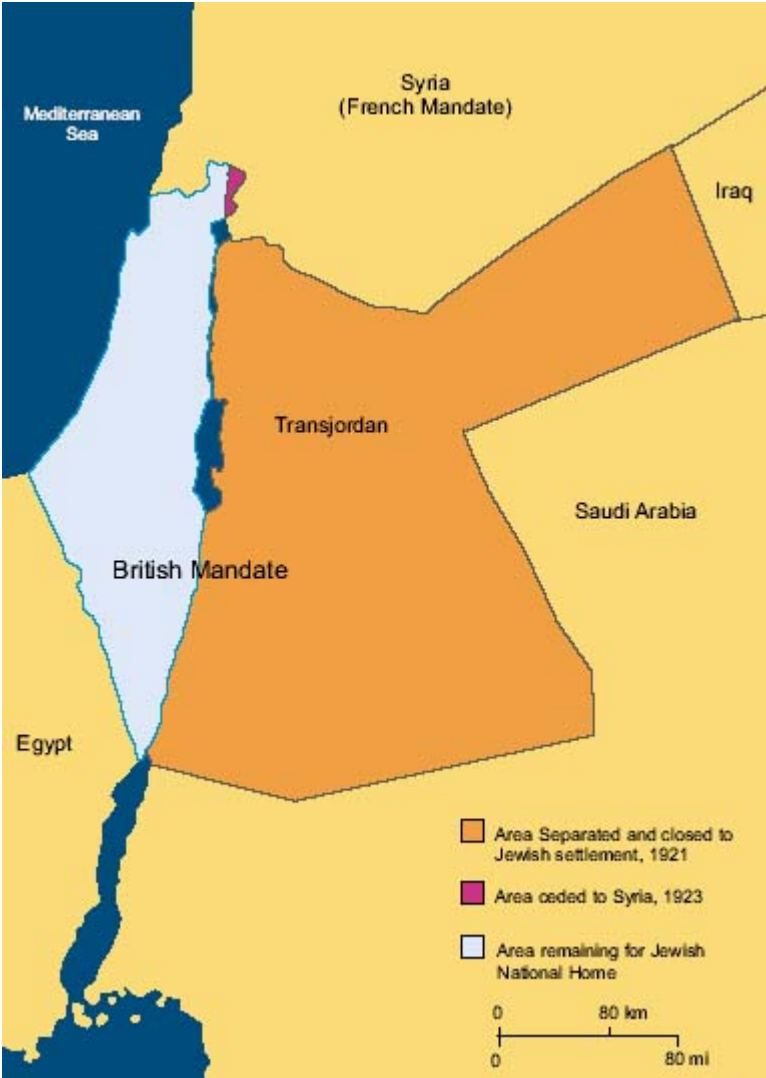 Syria
(French Mandate)
Mediterranean
Sea
Iraq
Transjordan
Saudi Arabia
British Mandate
Egypt
Area Separated and closed to
Jewish settlement, 1921
Area ceded to Syria, 1923
Area remaining for Jewish
National Home
0 80 km
0 80 mi